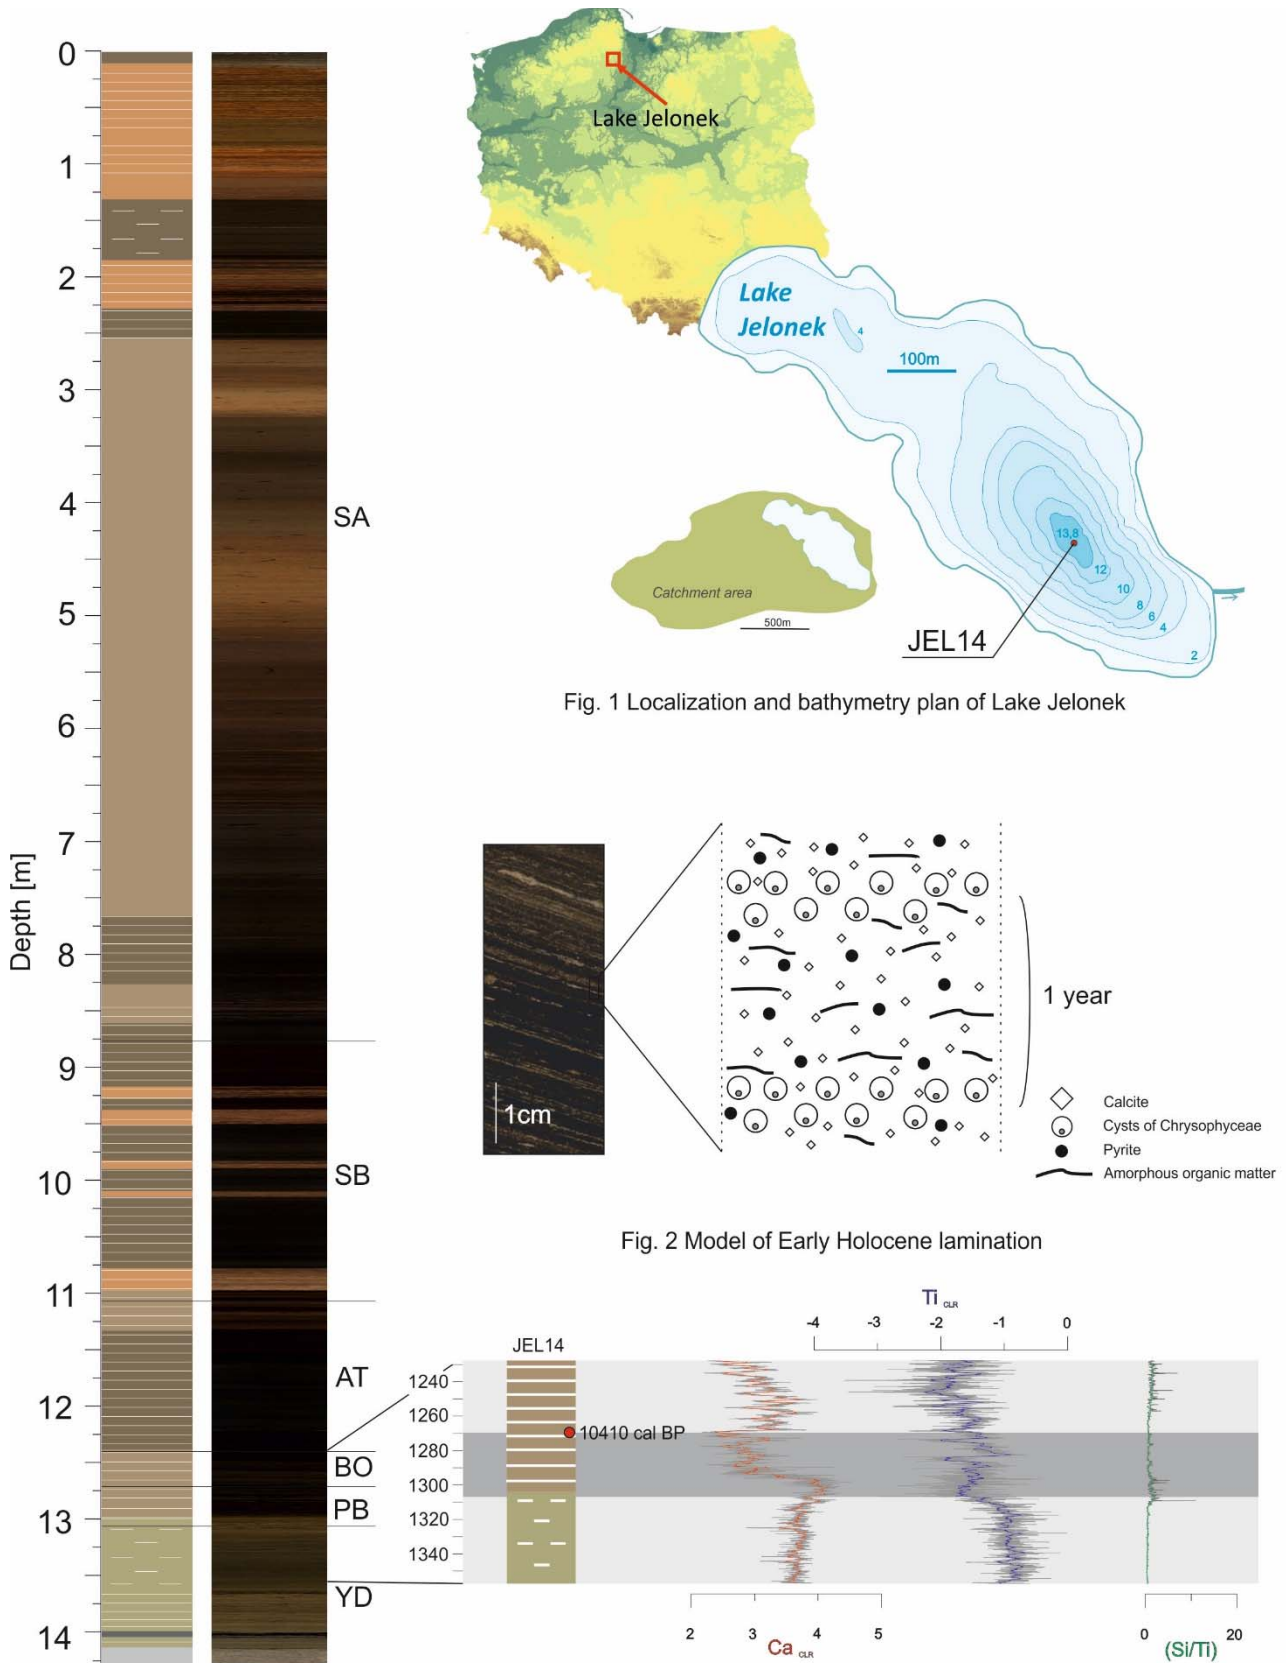 0
1
2
3
4
5
6
7
8
9
10
11
12
13
14
Depth [m]
SA
SB
AT
BO
PB
YD
Lake Jelonek
Lake
Jelonek
4
100m
13,8
12
10
8
6
4
2
Catchment area
500m
JEL14
Fig. 1 Localization and bathymetry plan of Lake Jelonek
1cm
1 year
Calcite
Cysts of Chrysophyceae
Pyrite
Amorphous organic matter
Fig. 2 Model of Early Holocene lamination
Ti CLR
-4 -3 -2 -1 0
JEL14
1240
1260
10410 cal BP
1280
1300
1320
1340
2 3 4 5
Ca CLR
0 20
(Si/Ti)